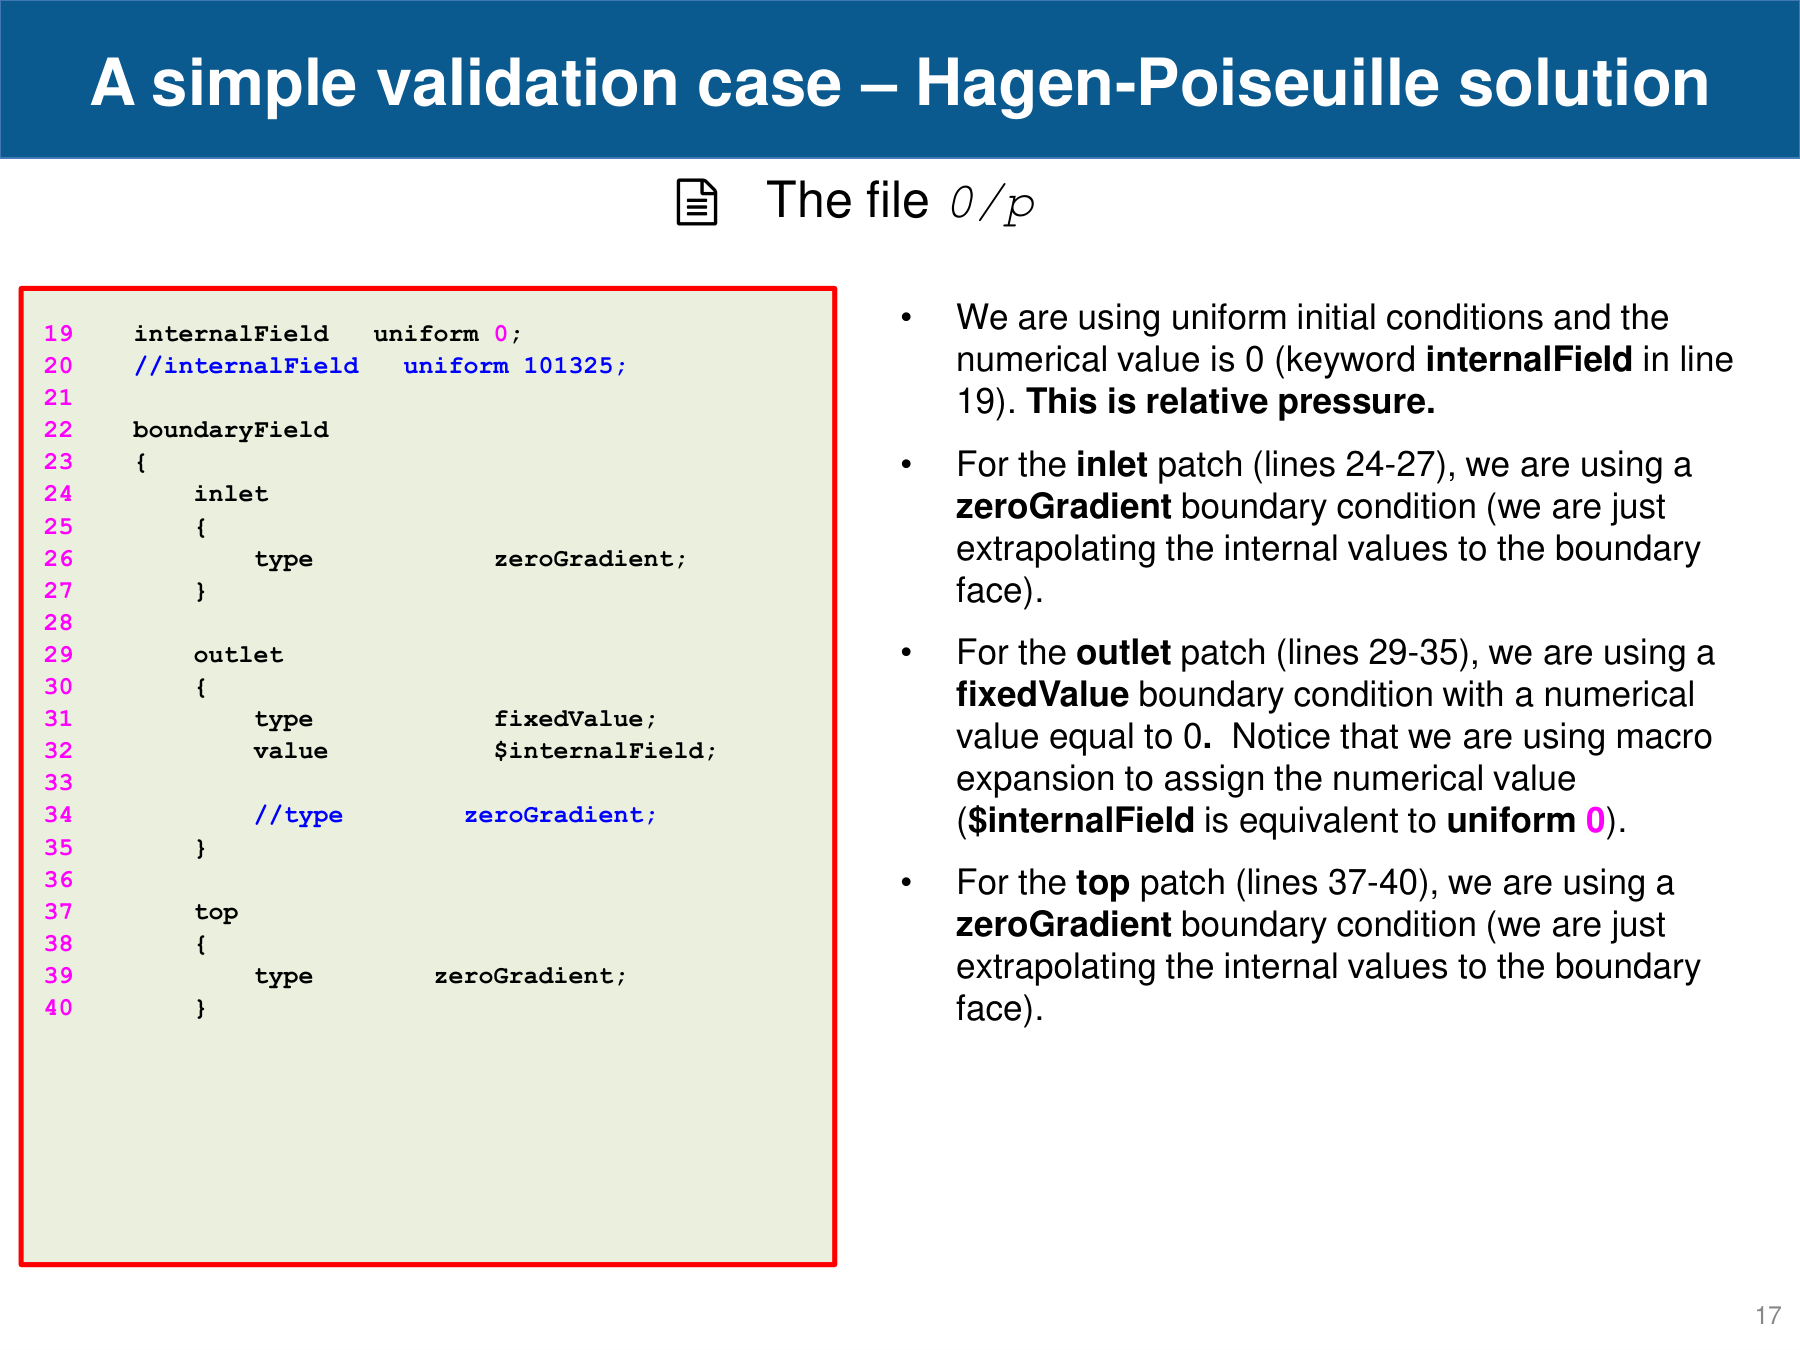 A simple validation case – Hagen-Poiseuille solution
The file 0/p
19    internalField   uniform 0;
20    //internalField   uniform 101325;
21
22    boundaryField
23    {
24        inlet
25        {
26            type            zeroGradient;
27        }
28
29        outlet
30        {
31            type            fixedValue;
32            value           $internalField;
33
34            //type        zeroGradient;
35        }
36
37        top
38        {
39            type        zeroGradient;
40        }
• We are using uniform initial conditions and the
numerical value is 0 (keyword internalField in line
19). This is relative pressure.
• For the inlet patch (lines 24-27), we are using a
zeroGradient boundary condition (we are just
extrapolating the internal values to the boundary
face).
• For the outlet patch (lines 29-35), we are using a
fixedValue boundary condition with a numerical
value equal to 0.  Notice that we are using macro
expansion to assign the numerical value
($internalField is equivalent to uniform 0).
• For the top patch (lines 37-40), we are using a
zeroGradient boundary condition (we are just
extrapolating the internal values to the boundary
face).
17